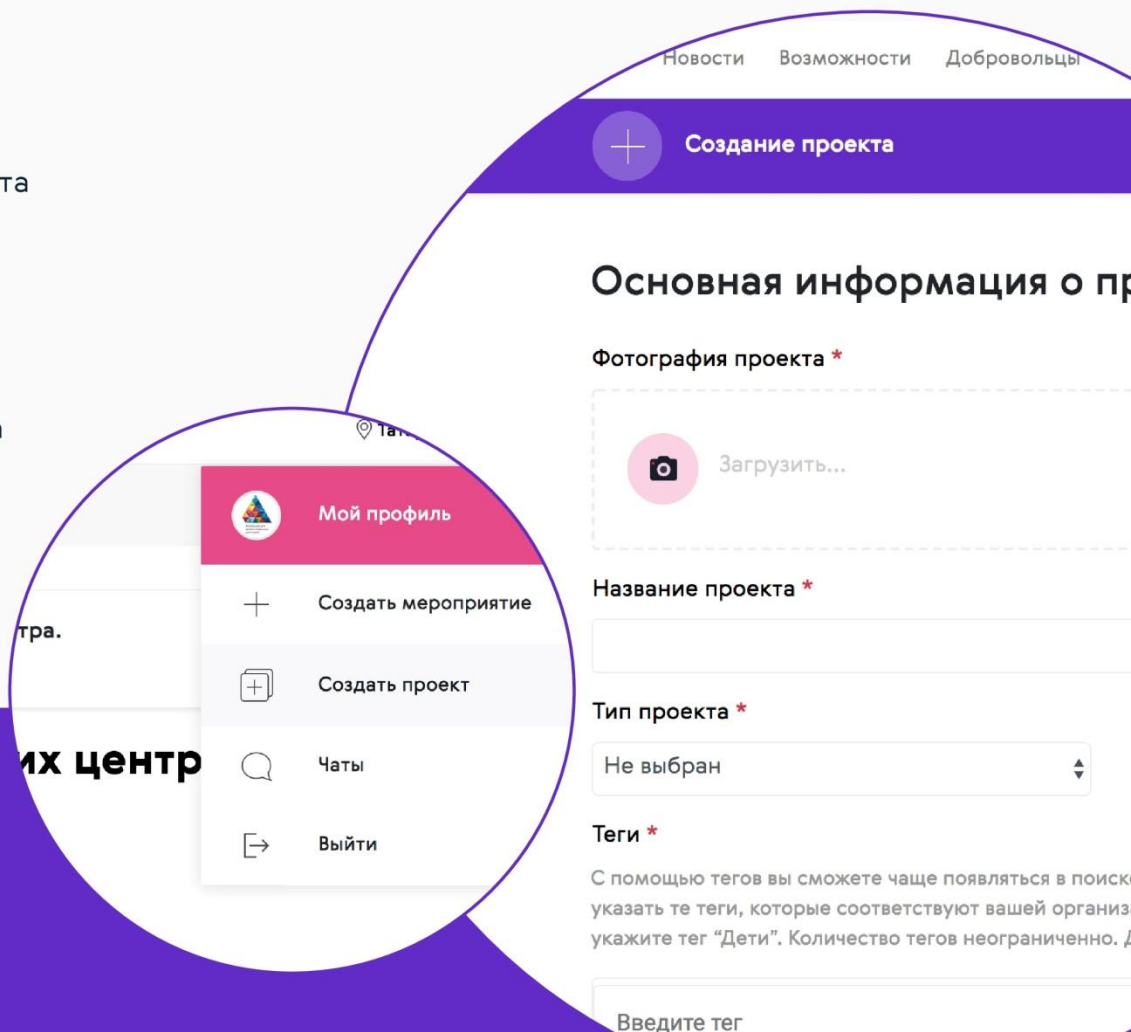 Новости Возможности Добровольцы
Создание проекта
та
Основная информация о пр
Фотография проекта *
Загрузить...
Мой профиль
Создать мероприятие
Создать проект
Чаты
Выйти
тра.
их центр
Название проекта *
Тип проекта *
Не выбран
Теги *
С помощью тегов вы сможете чаще появляться в поиск
указать те теги, которые соответствуют вашей организ
укажите тег “Дети”. Количество тегов неограниченно. Д
Введите тег